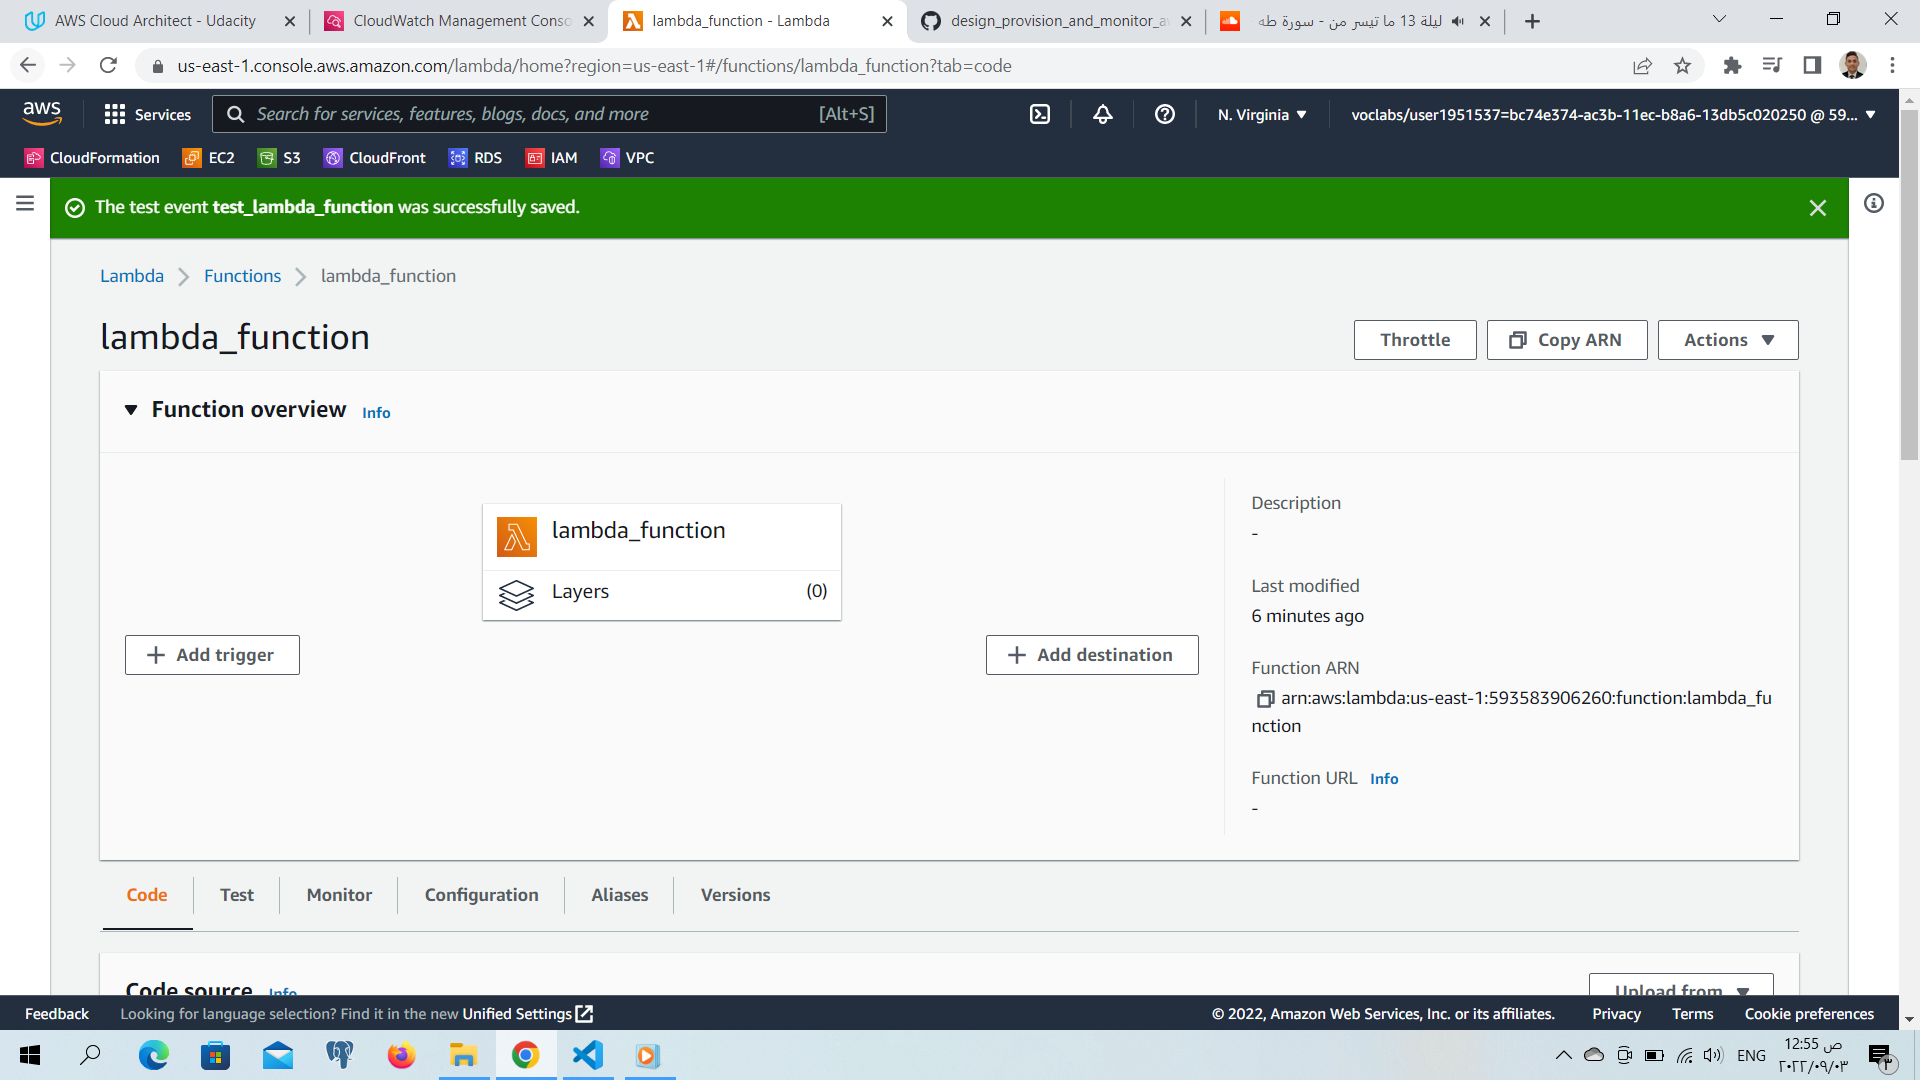 AWS Cloud Architect - Udacity
CloudWatch Management Conso
lambda_function - Lambda
design_provision_and_monitor_a
ليلة 13 ما تيسر من - سورة طه
us-east-1.console.aws.amazon.com/lambda/home?region=us-east-1#/functions/lambda_function?tab=code
aws
Services
Search for services, features, blogs, docs, and more
[Alt+S]
N. Virginia
voclabs/user1951537=bc74e374-ac3b-11ec-b8a6-13db5c020250 @ 59...
CloudFormation
EC2
S3
CloudFront
RDS
IAM
VPC
The test event test_lambda_function was successfully saved.
Lambda
Functions
lambda_function
lambda_function
Throttle
Copy ARN
Actions
Function overview
Info
lambda_function
Layers
(0)
Add trigger
Add destination
Description
-
Last modified
6 minutes ago
Function ARN
arn:aws:lambda:us-east-1:593583906260:function:lambda_fu
nction
Function URL
Info
-
Code
Test
Monitor
Configuration
Aliases
Versions
Code source
Info
Upload from
Feedback
Looking for language selection? Find it in the new Unified Settings
© 2022, Amazon Web Services, Inc. or its affiliates.
Privacy
Terms
Cookie preferences
ENG
12:55 ص
٢٠٢٢/٠٩/٠٣
٣